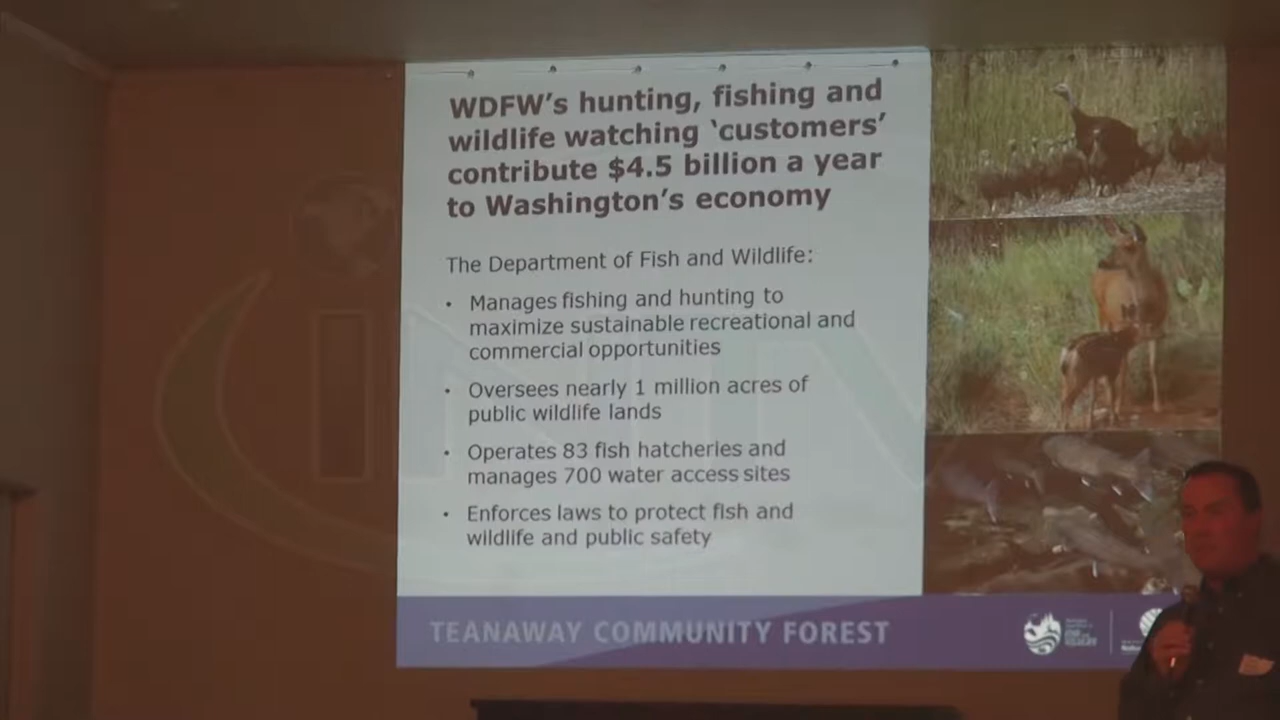 WDFW's hunting, fishing and
wildlife watching ‘customers’
contribute $4.5 billion a year
to Washington's economy
The Department of Fish and Wildlife:
• Manages fishing and hunting to
maximize sustainable recreational and
commercial opportunities
• Oversees nearly 1 million acres of
public wildlife lands
• Operates 83 fish hatcheries and
manages 700 water access sites
• Enforces laws to protect fish and
wildlife and public safety
TEANAWAY COMMUNITY FOREST